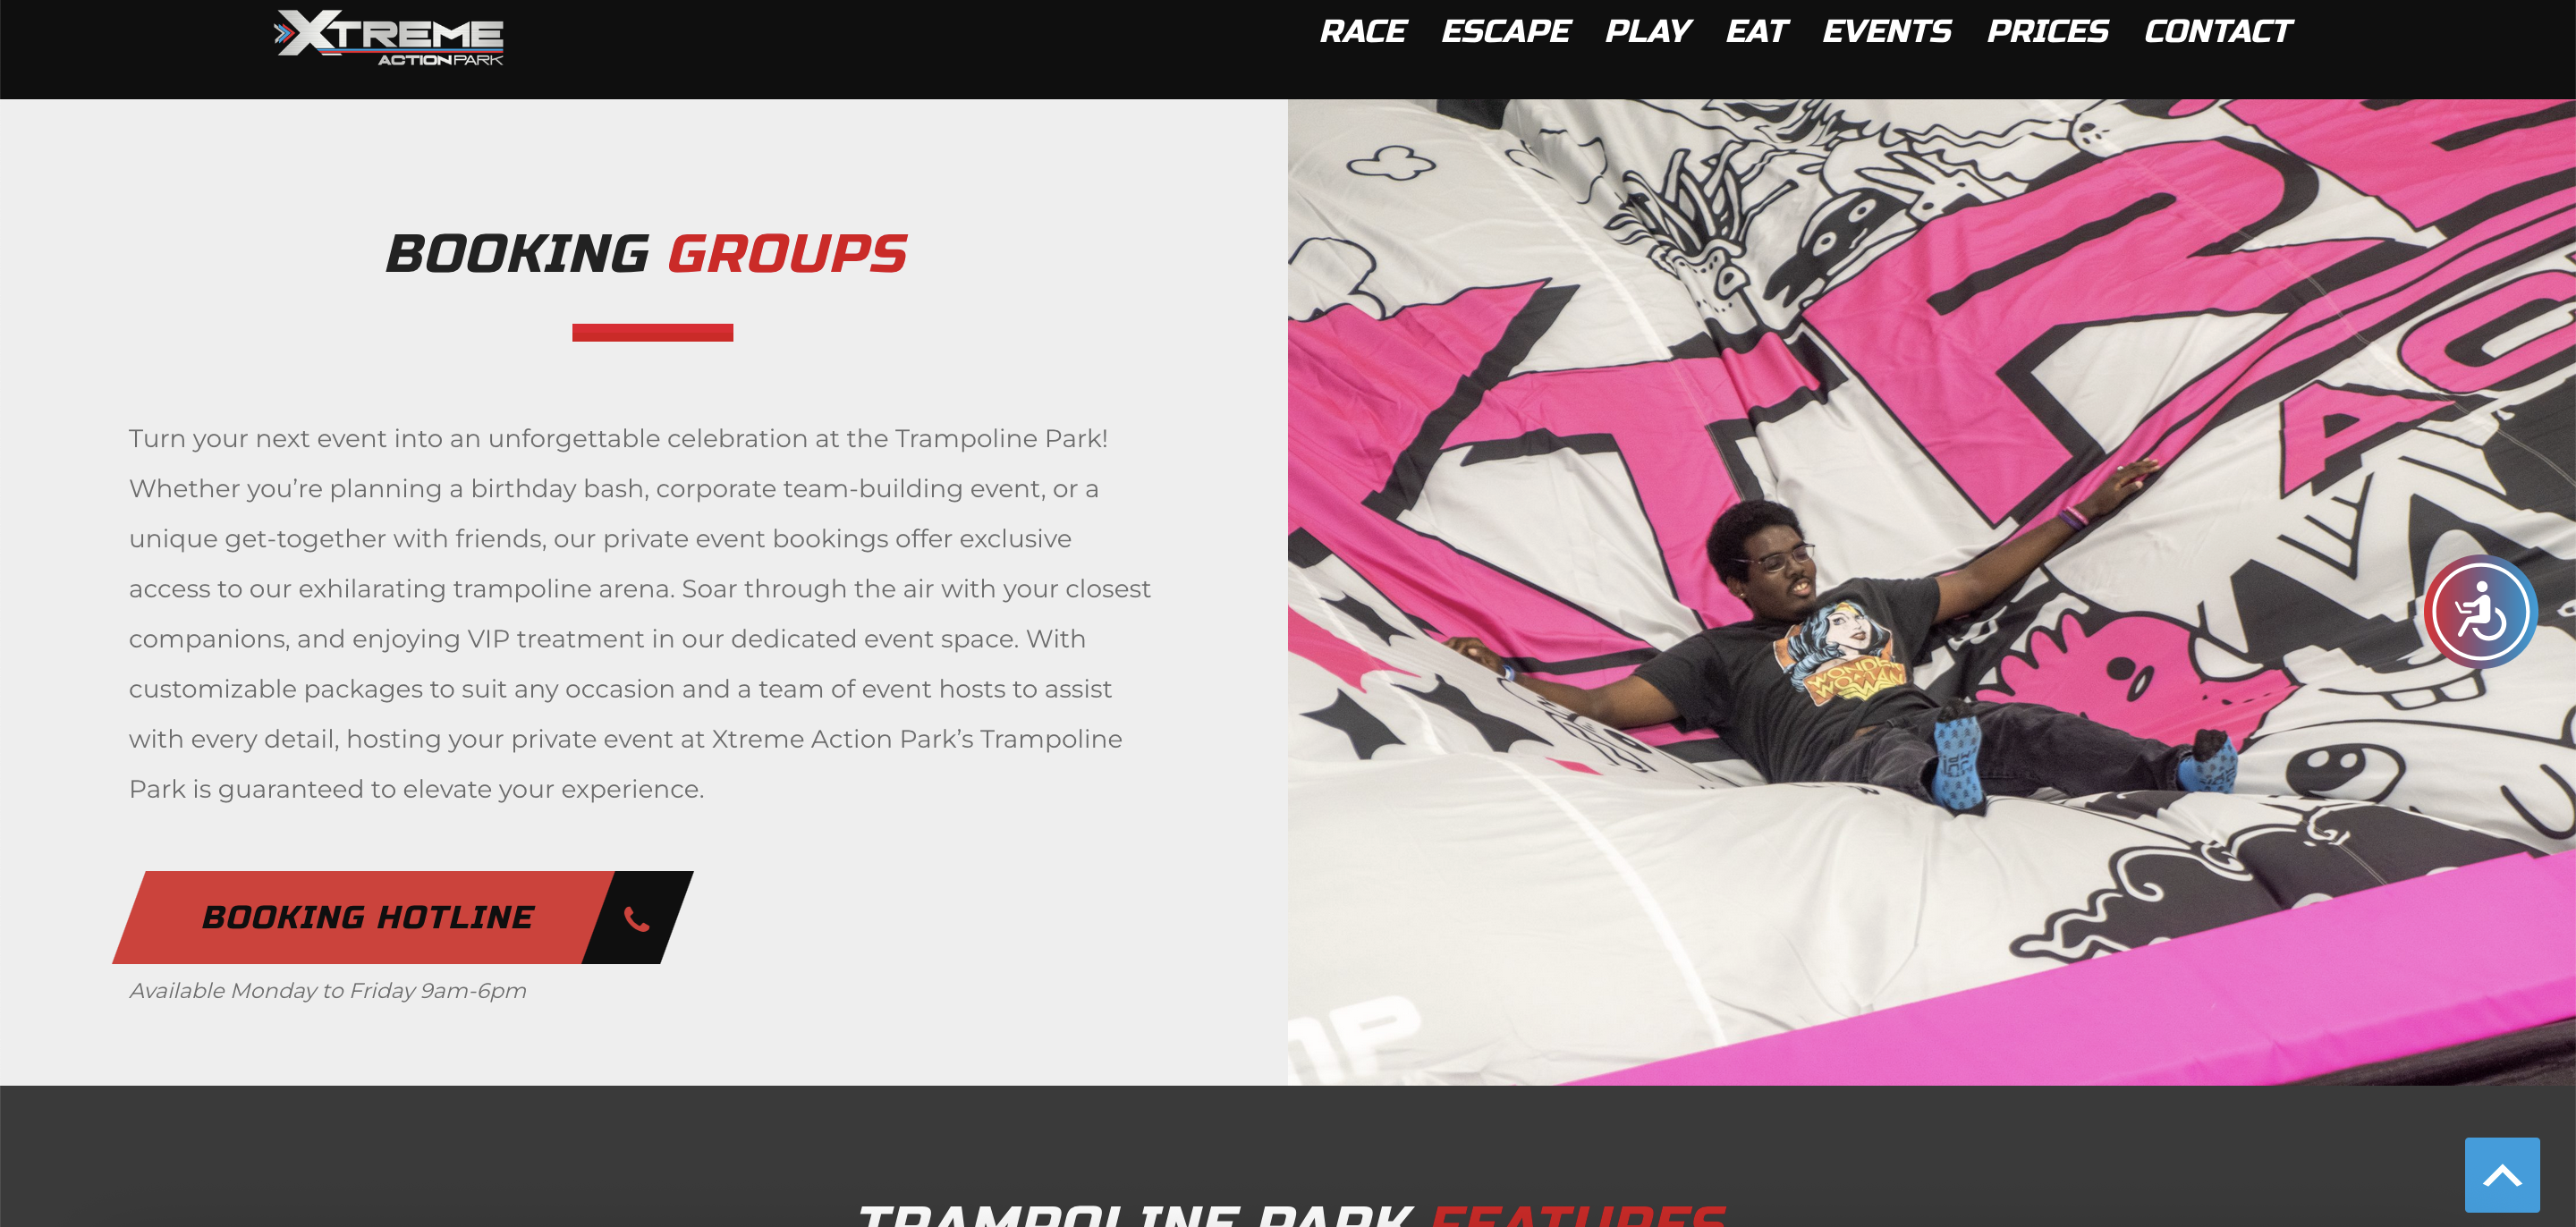 XTREME
ACTIONPARK
RACE ESCAPE PLAY EAT EVENTS PRICES CONTACT
BOOKING GROUPS
Turn your next event into an unforgettable celebration at the Trampoline Park!
Whether you’re planning a birthday bash, corporate team-building event, or a
unique get-together with friends, our private event bookings offer exclusive
access to our exhilarating trampoline arena. Soar through the air with your closest
companions, and enjoying VIP treatment in our dedicated event space. With
customizable packages to suit any occasion and a team of event hosts to assist
with every detail, hosting your private event at Xtreme Action Park’s Trampoline
Park is guaranteed to elevate your experience.
BOOKING HOTLINE
Available Monday to Friday 9am-6pm
WONDER
WOMAN
TRAMPOLINE PARK FEATURES